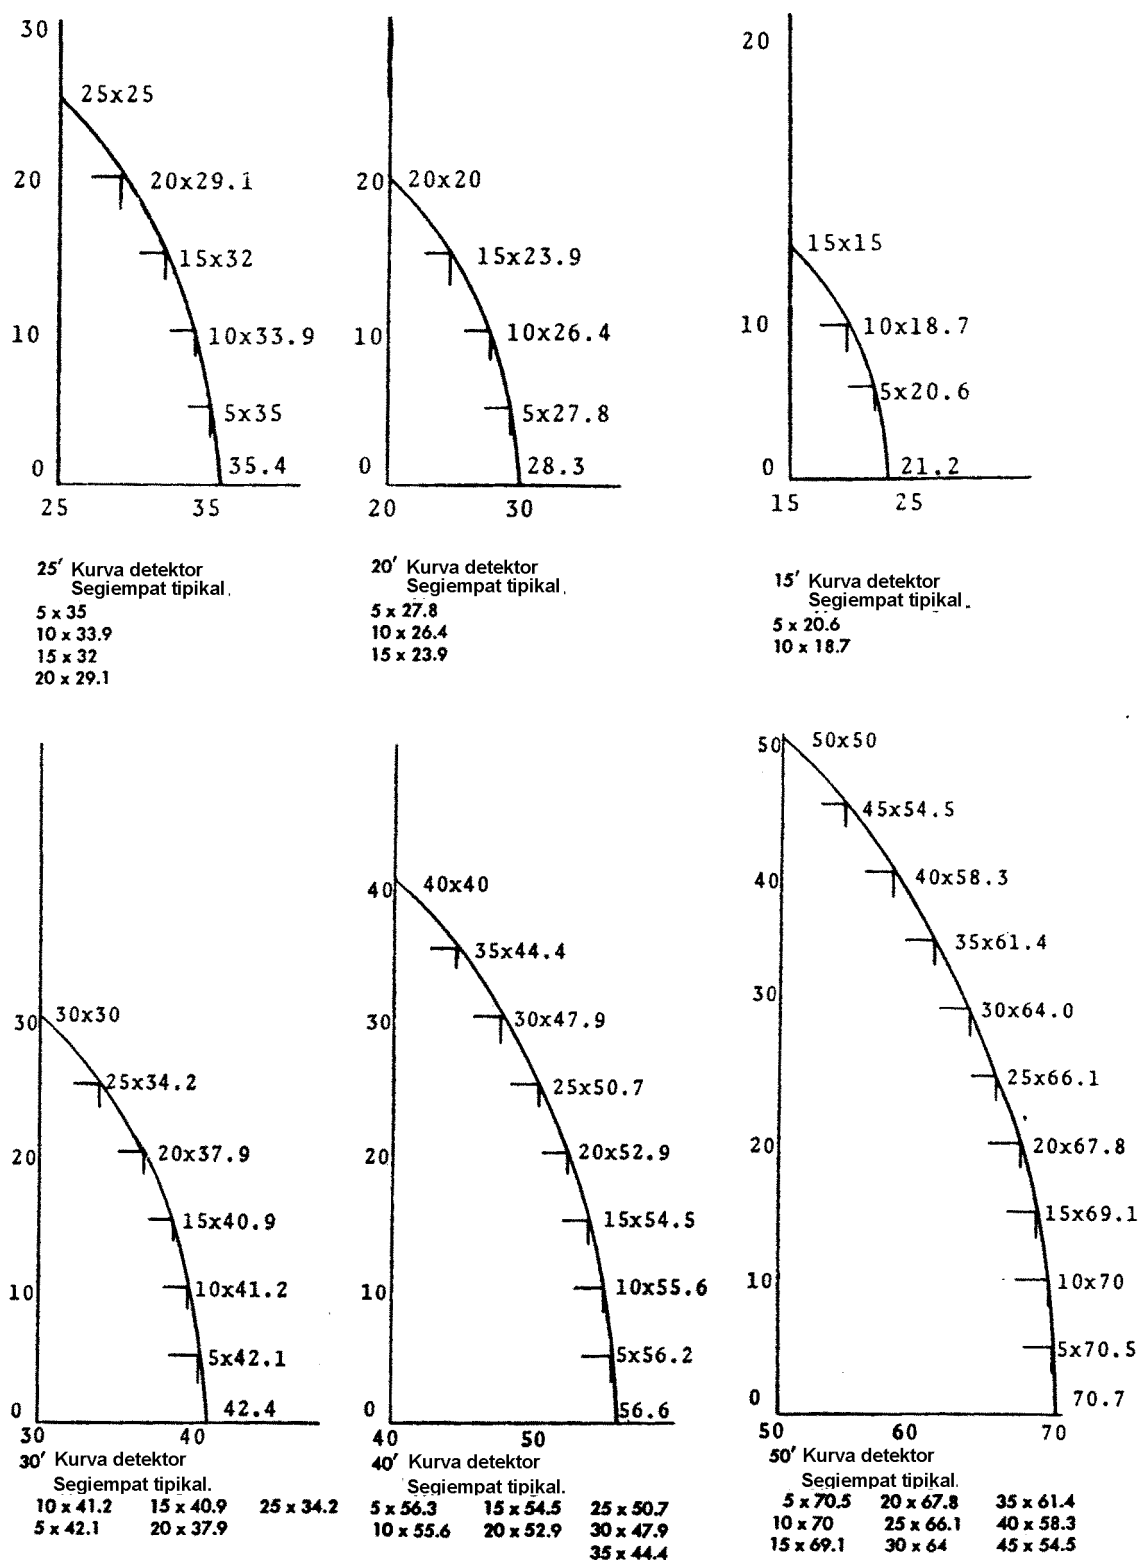 30
25x25
20
20x29.1
15x32
10
10x33.9
5x35
0
35.4
25
35
20
20x20
15x23.9
10
10x26.4
5x27.8
0
28.3
20
30
20
15x15
10
10x18.7
5x20.6
0
21.2
15
25
25' Kurva detektor
Segiempat tipikal.
5 x 35
10 x 33.9
15 x 32
20 x 29.1
20' Kurva detektor
Segiempat tipikal.
5 x 27.8
10 x 26.4
15 x 23.9
15' Kurva detektor
Segiempat tipikal.
5 x 20.6
10 x 18.7
30
30x30
25x34.2
20
20x37.9
15x40.9
10
10x41.2
5x42.1
0
42.4
30
40
40
40x40
35x44.4
30
30x47.9
25x50.7
20
20x52.9
15x54.5
10
10x55.6
5x56.2
0
56.6
40
50
50
50x50
45x54.5
40
40x58.3
35x61.4
30
30x64.0
25x66.1
20
20x67.8
15x69.1
10
10x70
5x70.5
0
70.7
50
60
70
30' Kurva detektor
Segiempat tipikal.
10 x 41.2 15 x 40.9 25 x 34.2
5 x 42.1 20 x 37.9
40' Kurva detektor
Segiempat tipikal.
5 x 56.3 15 x 54.5 25 x 50.7
10 x 55.6 20 x 52.9 30 x 47.9
35 x 44.4
50' Kurva detektor
Segiempat tipikal.
5 x 70.5 20 x 67.8 35 x 61.4
10 x 70 25 x 66.1 40 x 58.3
15 x 69.1 30 x 64 45 x 54.5